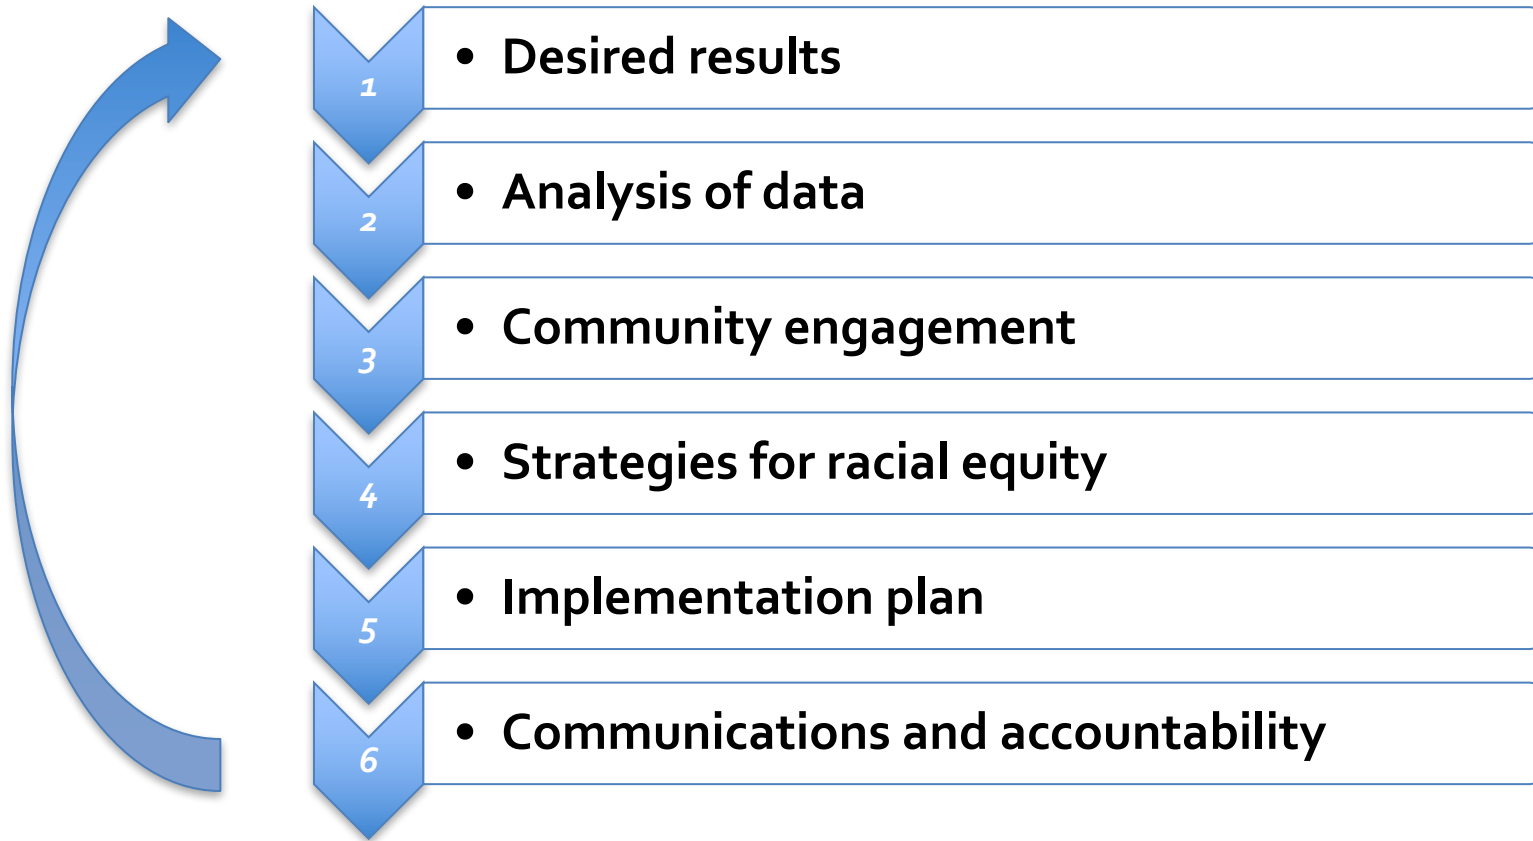 1
• Desired results
2
• Analysis of data
3
• Community engagement
4
• Strategies for racial equity
5
• Implementation plan
6
• Communications and accountability